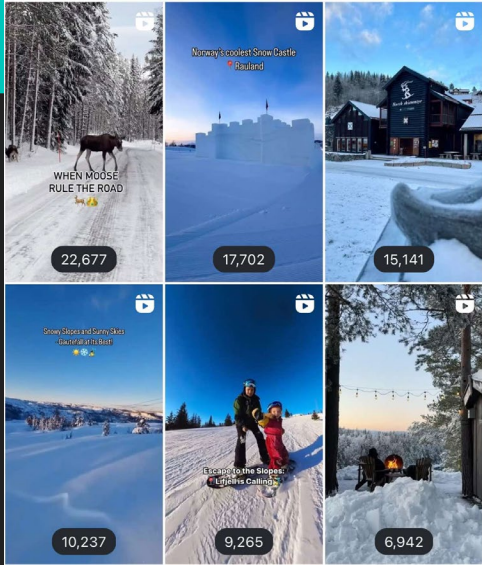 WHEN MOOSE
RULE THE ROAD
22,677
Norway's coolest Snow Castle
Rauland
17,702
15,141
Snowy Slopes and Sunny Skies
Gautefall at its Best!
10,237
Escape to the Slopes:
Lifjell is Calling
9,265
6,942